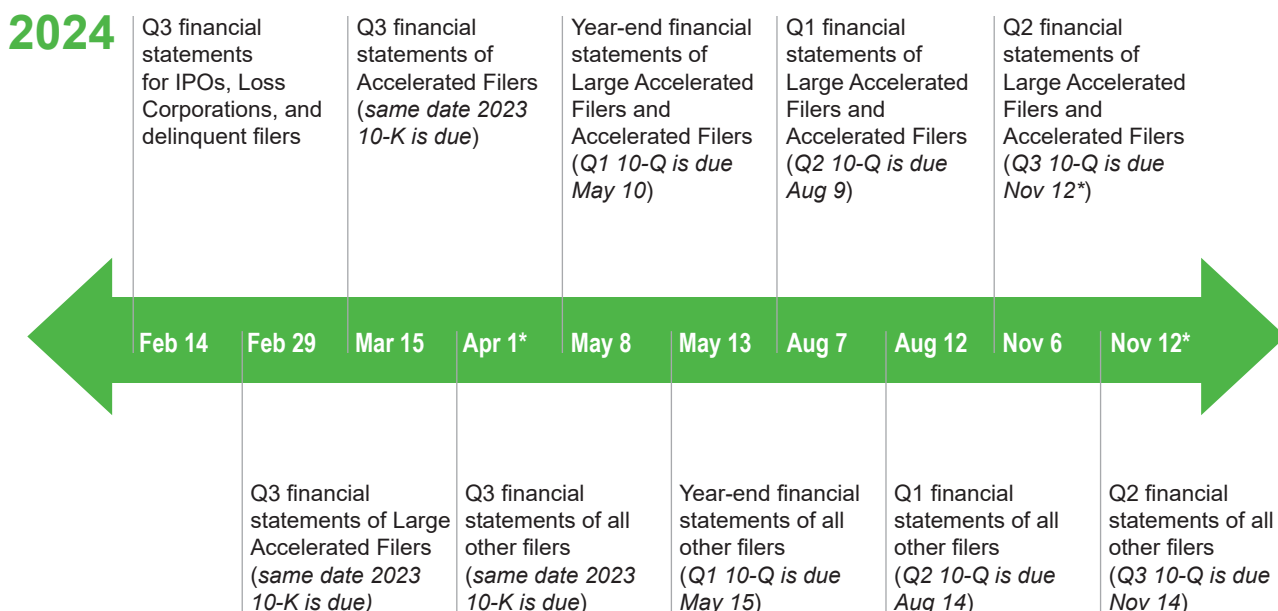 2024
Q3 financial
statements
for IPOs, Loss
Corporations, and
delinquent filers
Q3 financial
statements of
Accelerated Filers
(same date 2023
10-K is due)
Year-end financial
statements of
Large Accelerated
Filers and
Accelerated Filers
(Q1 10-Q is due
May 10)
Q1 financial
statements of
Large Accelerated
Filers and
Accelerated Filers
(Q2 10-Q is due
Aug 9)
Q2 financial
statements of
Large Accelerated
Filers and
Accelerated Filers
(Q3 10-Q is due
Nov 12*)
Feb 14
Feb 29
Mar 15
Apr 1*
May 8
May 13
Aug 7
Aug 12
Nov 6
Nov 12*
Q3 financial
statements of Large
Accelerated Filers
(same date 2023
10-K is due)
Q3 financial
statements of all
other filers
(same date 2023
10-K is due)
Year-end financial
statements of all
other filers
(Q1 10-Q is due
May 15)
Q1 financial
statements of all
other filers
(Q2 10-Q is due
Aug 14)
Q2 financial
statements of all
other filers
(Q3 10-Q is due
Nov 14)